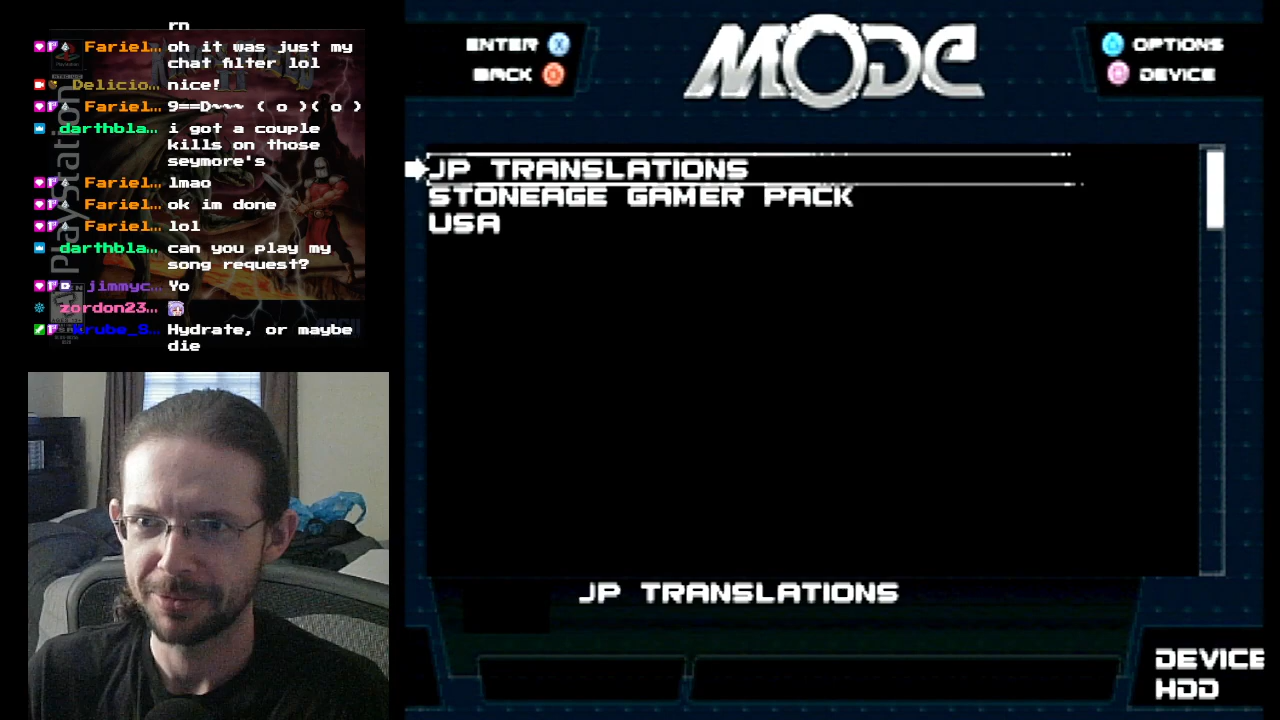 rn
Fariel… oh it was just my
chat filter lol
Delicio… nice!
Fariel… 9==D~~~ ( o )( o )
darthbla… i got a couple
kills on those
seymore's
Fariel… lmao
Fariel… ok im done
Fariel… lol
darthbla… can you play my
song request?
jimmyc… Yo
zordon23…
Hydrate, or maybe
die
PlayStation
ENTER
BACK
MODE
OPTIONS
DEVICE
JP TRANSLATIONS
STONEAGE GAMER PACK
USA
JP TRANSLATIONS
DEVICE
HDD